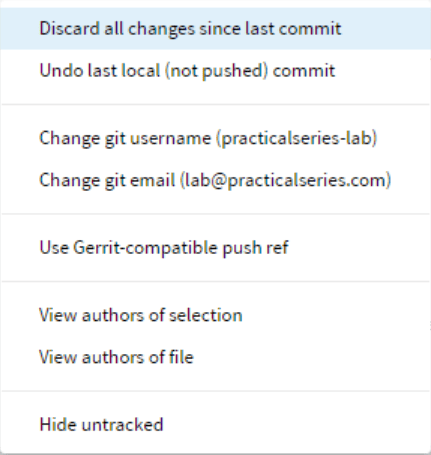 Discard all changes since last commit
Undo last local (not pushed) commit
Change git username (practicalseries-lab)
Change git email (lab@practicalseries.com)
Use Gerrit-compatible push ref
View authors of selection
View authors of file
Hide untracked